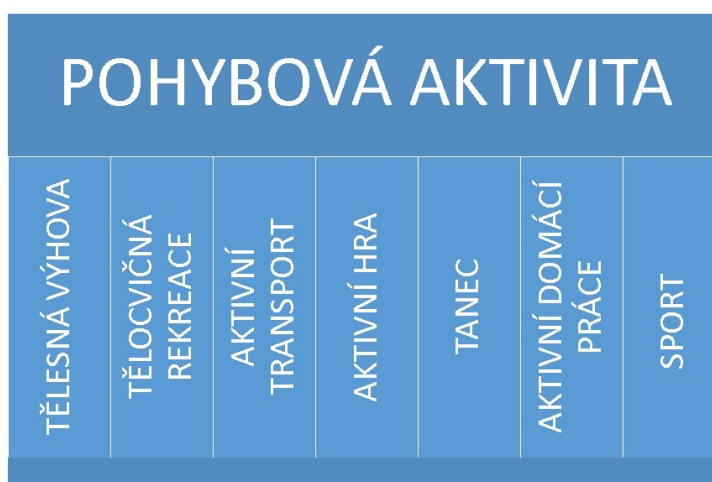 POHYBOVÁ AKTIVITA
TĚLESNÁ VÝHOVA
TĚLOCVIČNÁ
REKREACE
AKTIVNÍ
TRANSPORT
AKTIVNÍ HRA
TANEC
AKTIVNÍ DOMÁCÍ
PRÁCE
SPORT